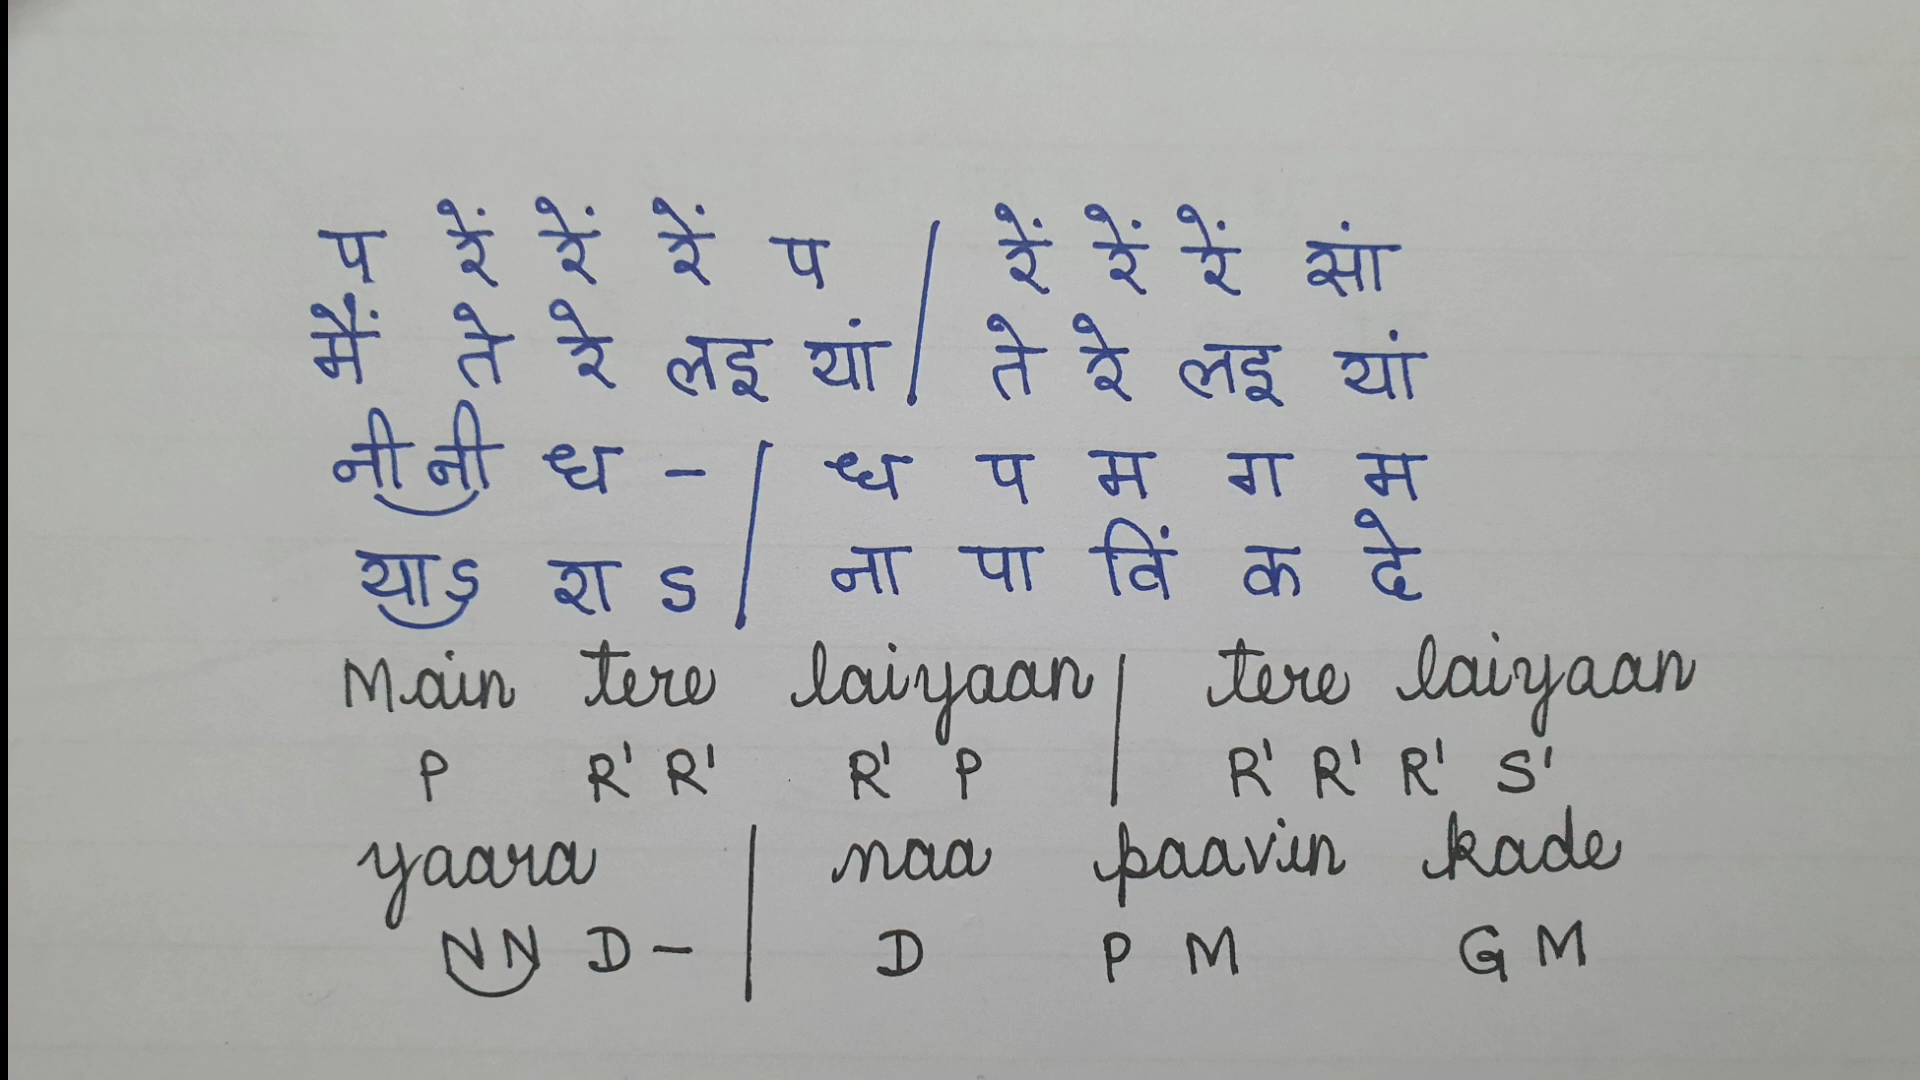 प रें रें रें प / रें रें रें सां
मैं ते रे लइ यां / ते रे लइ यां
नी नी ध - / ध प म ग म
याऽ रा ऽ / ना पा विं क दे
Main tere laiyaan | tere laiyaan
P R' R' R' P | R' R' R' S'
yaara | naa paavin kade
NN D - | D P M G M